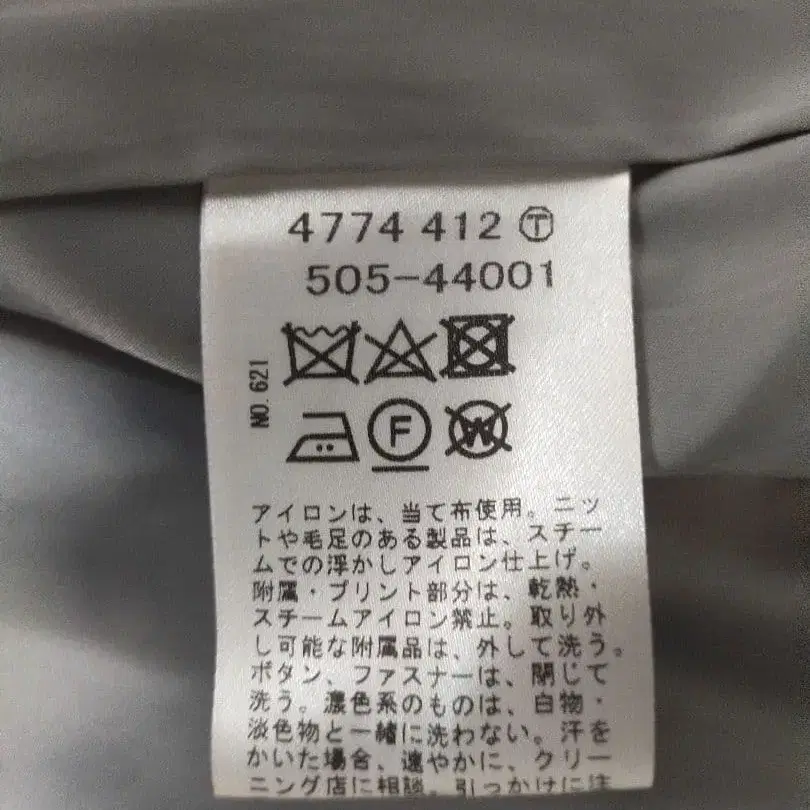 4774 412 Ⓣ
505-44001
NO. 621
F
W
アイロンは、当て布使用。ニッ
トや毛足のある製品は、スチー
ムでの浮かしアイロン仕上げ。
附属・プリント部分は、乾熱・
スチームアイロン禁止。取り外
し可能な附属品は、外して洗う。
ボタン、ファスナーは、閉じて
洗う。濃色系のものは、白物・
淡色物と一緒に洗わない。汗を
かいた場合、速やかに、クリー
ニング店に相談。引っかけに注